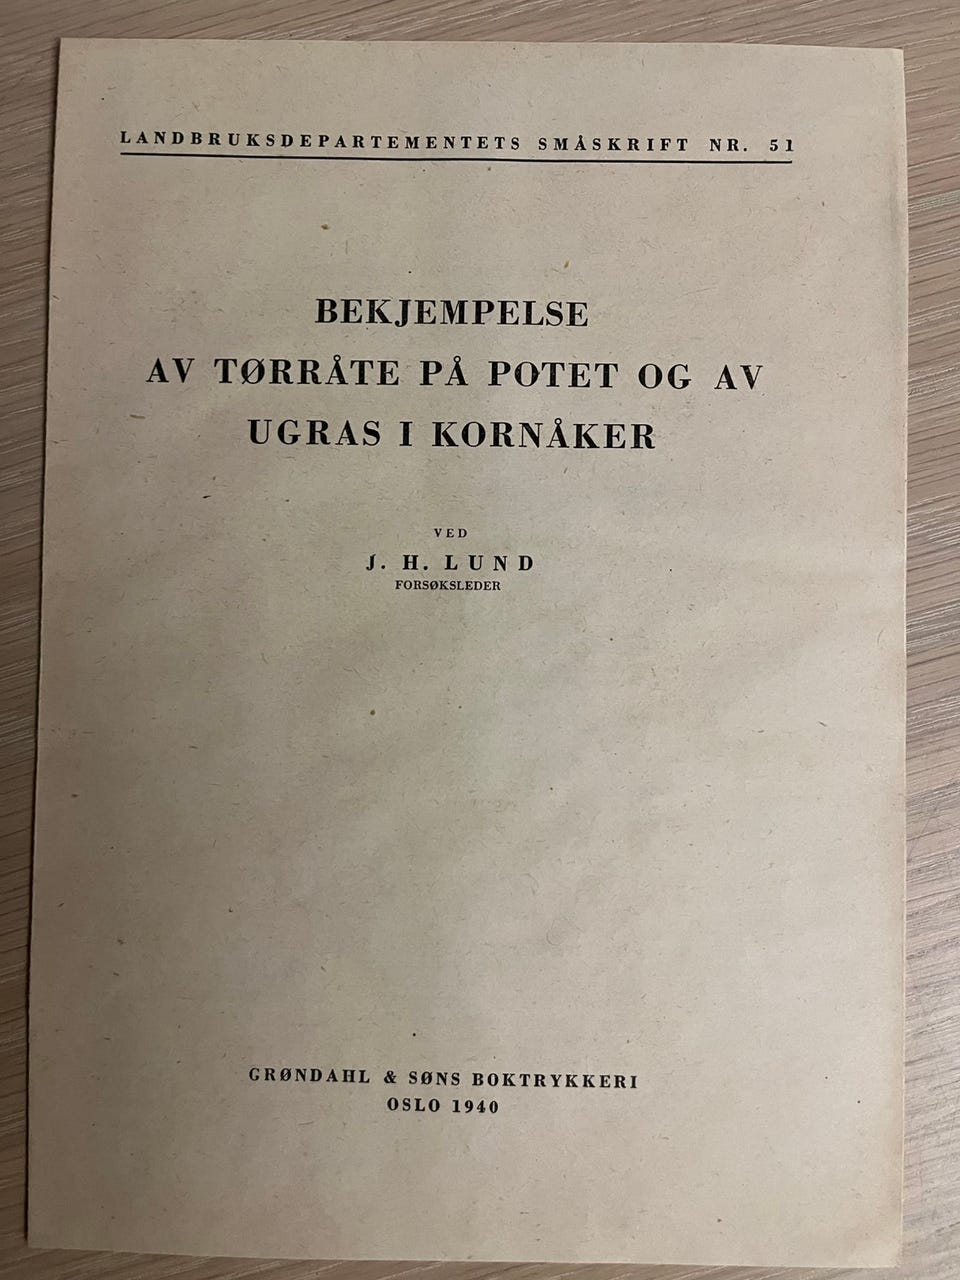 LANDBRUKSDEPARTEMENTETS SMÅSKRIFT NR. 51
BEKJEMPELSE
AV TØRRÅTE PÅ POTET OG AV
UGRAS I KORNÅKER
VED
J. H. LUND
FORSØKSLEDER
GRØNDAHL & SØNS BOKTRYKKERI
OSLO 1940